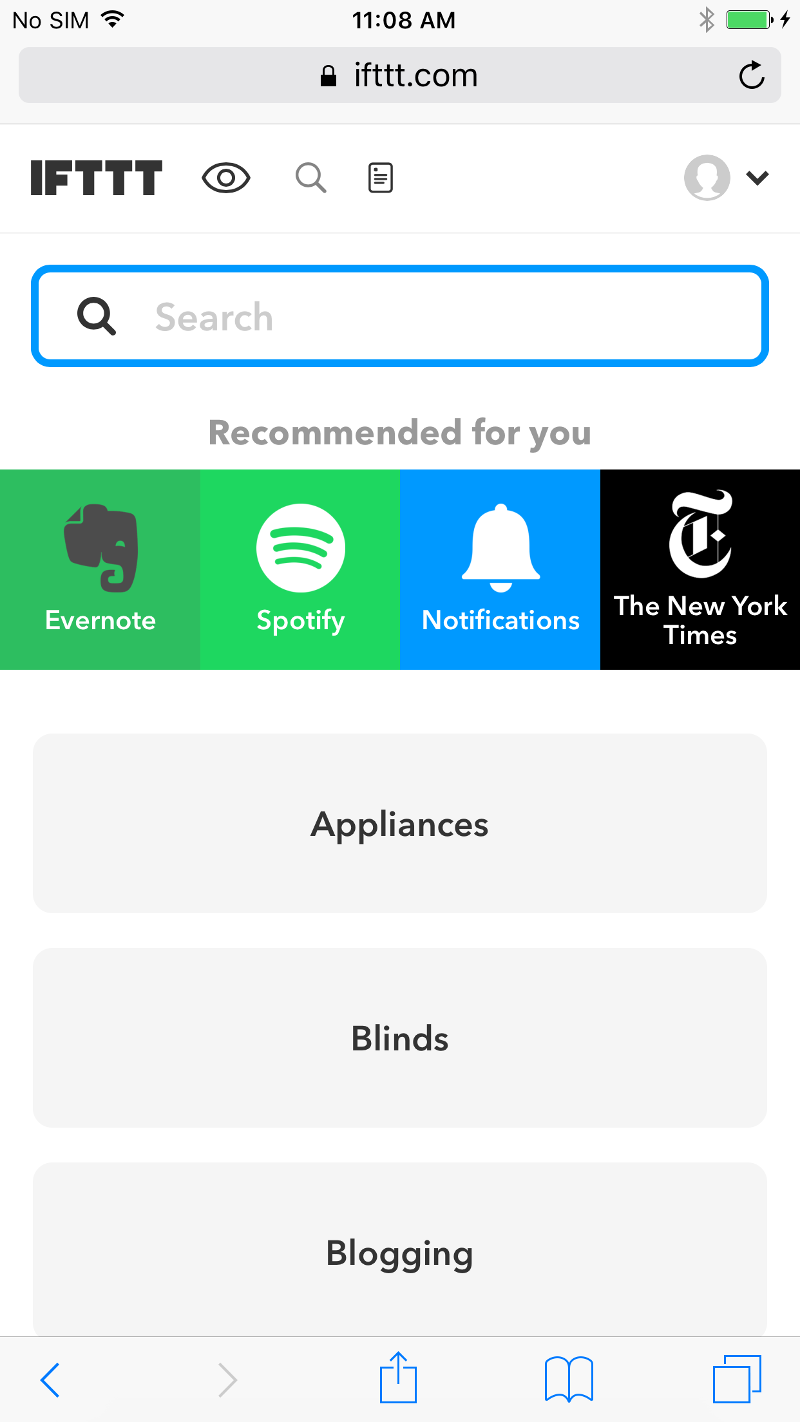 No SIM 11:08 AM
ifttt.com
IFTTT
Search
Recommended for you
Evernote
Spotify
Notifications
The New York
Times
Appliances
Blinds
Blogging